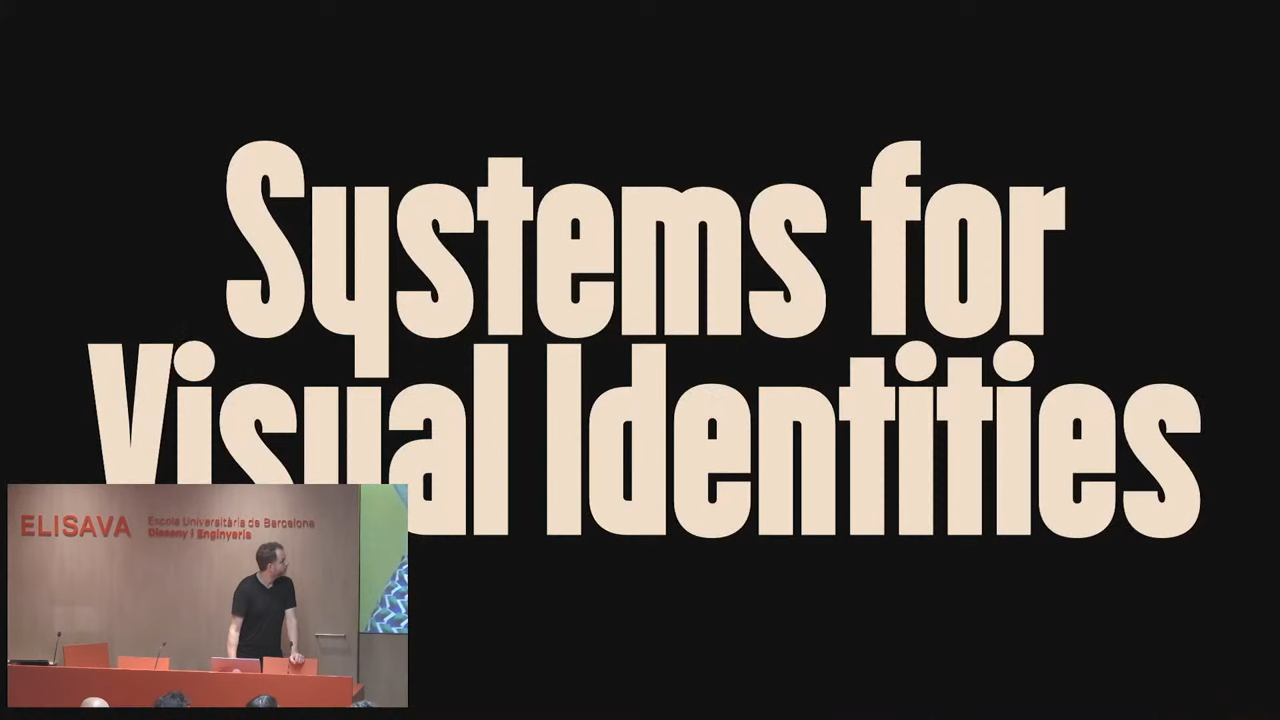 Systems for
Visual Identities
ELISAVA
Escola Universitària de Barcelona
Disseny i Enginyeria